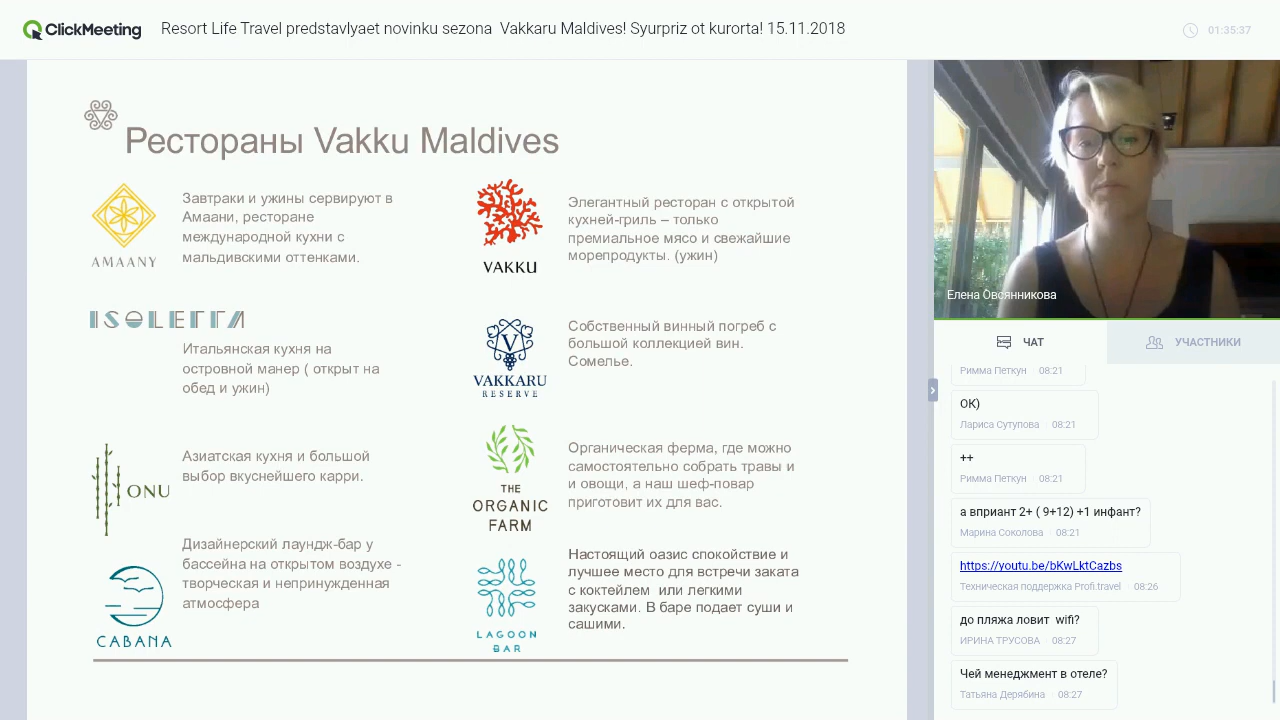 ClickMeeting
Resort Life Travel predstavlyaet novinku sezona Vakkaru Maldives! Syurpriz ot kurorta! 15.11.2018
01:35:37
Рестораны Vakku Maldives
AMAANY
Завтраки и ужины сервируют в
Амаани, ресторане
международной кухни с
мальдивскими оттенками.
ISOLETTA
Итальянская кухня на
островной манер ( открыт на
обед и ужин)
ONU
Азиатская кухня и большой
выбор вкуснейшего карри.
CABANA
Дизайнерский лаундж-бар у
бассейна на открытом воздухе -
творческая и непринужденная
атмосфера
VAKKU
Элегантный ресторан с открытой
кухней-гриль – только
премиальное мясо и свежайшие
морепродукты. (ужин)
V
VAKKARU
RESERVE
Собственный винный погреб с
большой коллекцией вин.
Сомелье.
THE
ORGANIC
FARM
Органическая ферма, где можно
самостоятельно собрать травы и
и овощи, а наш шеф-повар
приготовит их для вас.
LAGOON
BAR
Настоящий оазис спокойствие и
лучшее место для встречи заката
с коктейлем или легкими
закусками. В баре подает суши и
сашими.
Елена Овсянникова
ЧАТ
УЧАСТНИКИ
Римма Петкун · 08:21
ОК)
Лариса Сутупова · 08:21
++
Римма Петкун · 08:21
а вприант 2+ ( 9+12) +1 инфант?
Марина Соколова · 08:21
https://youtu.be/bKwLktCazbs
Техническая поддержка Profi.travel · 08:26
до пляжа ловит wifi?
ИРИНА ТРУСОВА · 08:27
Чей менеджмент в отеле?
Татьяна Дерябина · 08:27